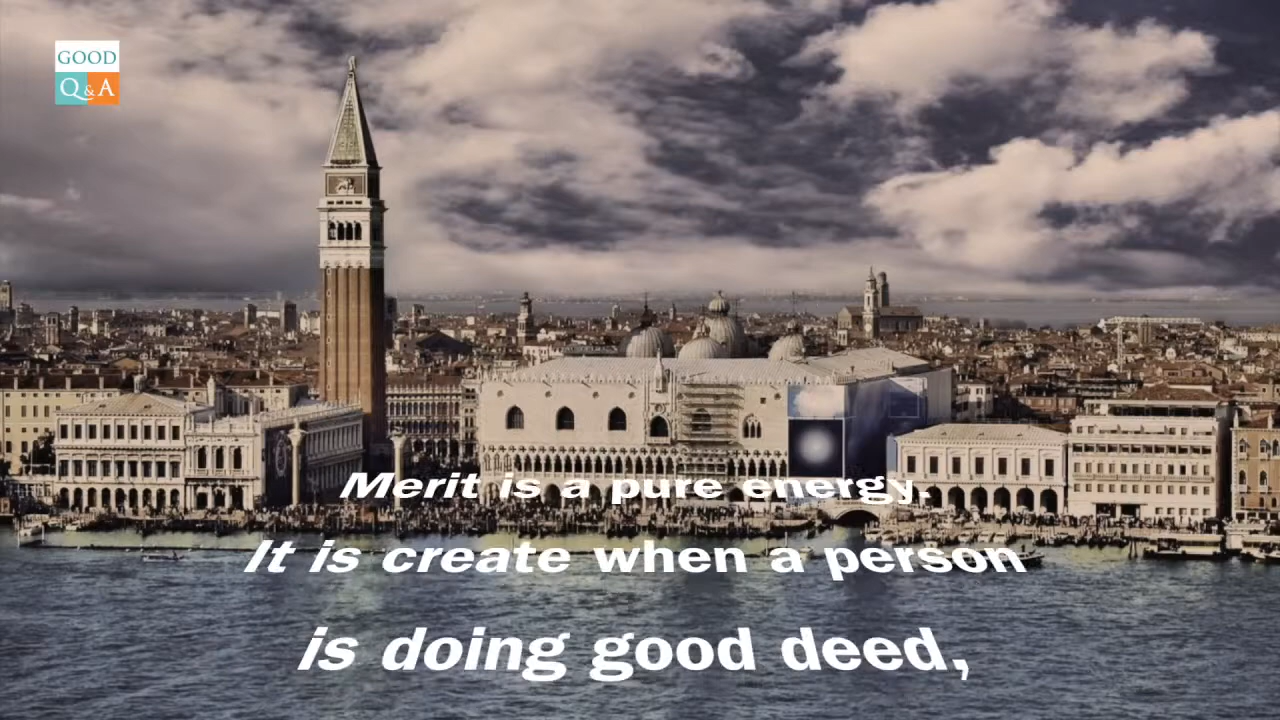 GOOD
Q&A
Merit is a pure energy.
It is create when a person
is doing good deed,